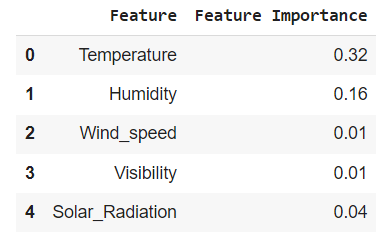 Feature Feature Importance
0 Temperature 0.32
1 Humidity 0.16
2 Wind_speed 0.01
3 Visibility 0.01
4 Solar_Radiation 0.04